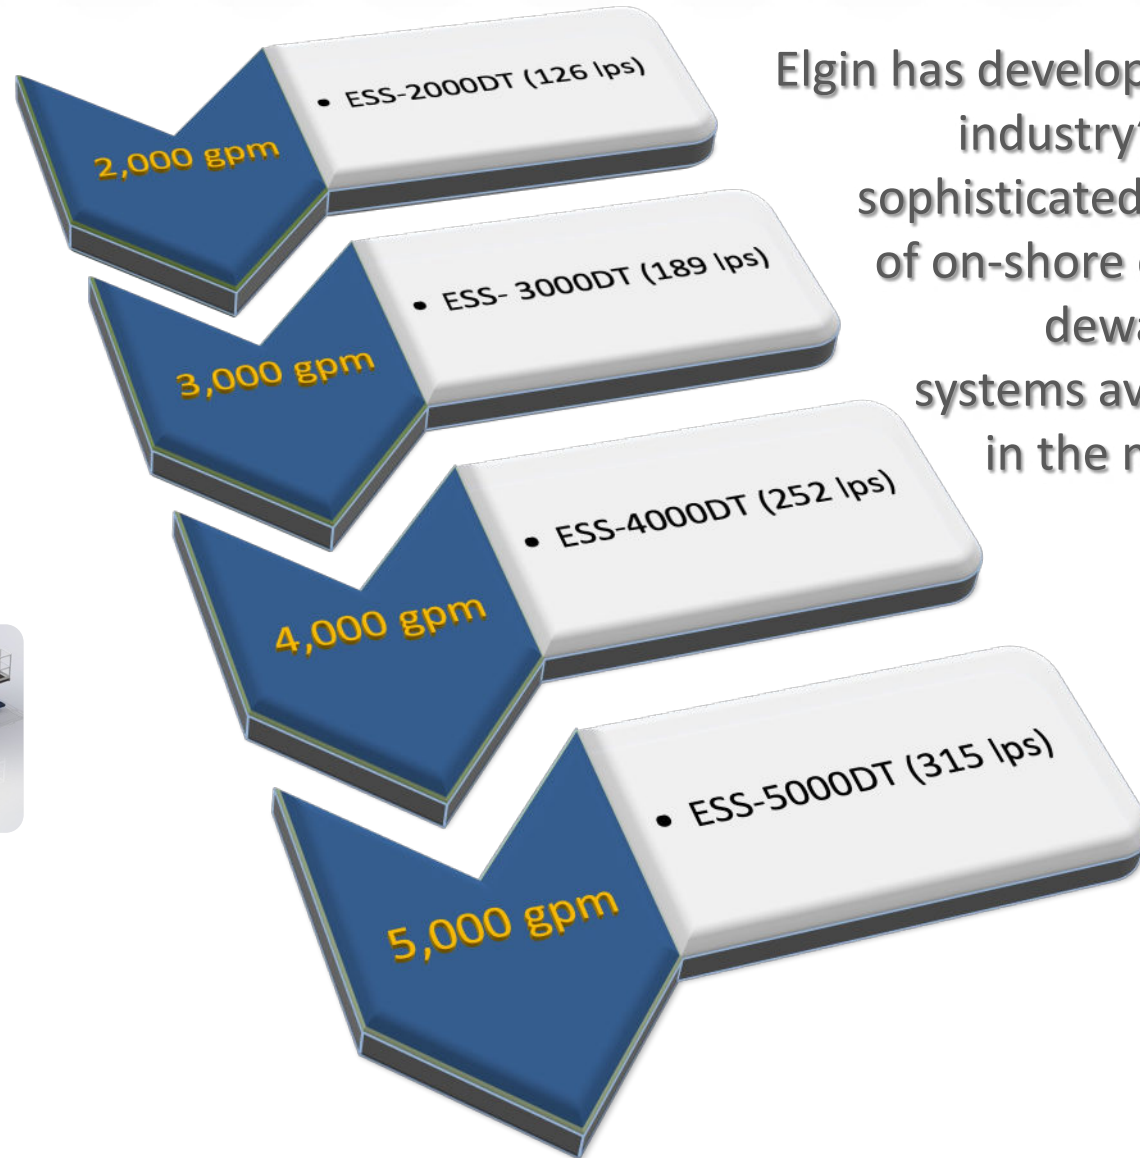 2,000 gpm
• ESS-2000DT (126 lps)
3,000 gpm
• ESS- 3000DT (189 lps)
4,000 gpm
• ESS-4000DT (252 lps)
5,000 gpm
• ESS-5000DT (315 lps)
Elgin has develop
industry'
sophisticated
of on-shore
dewa
systems av
in the